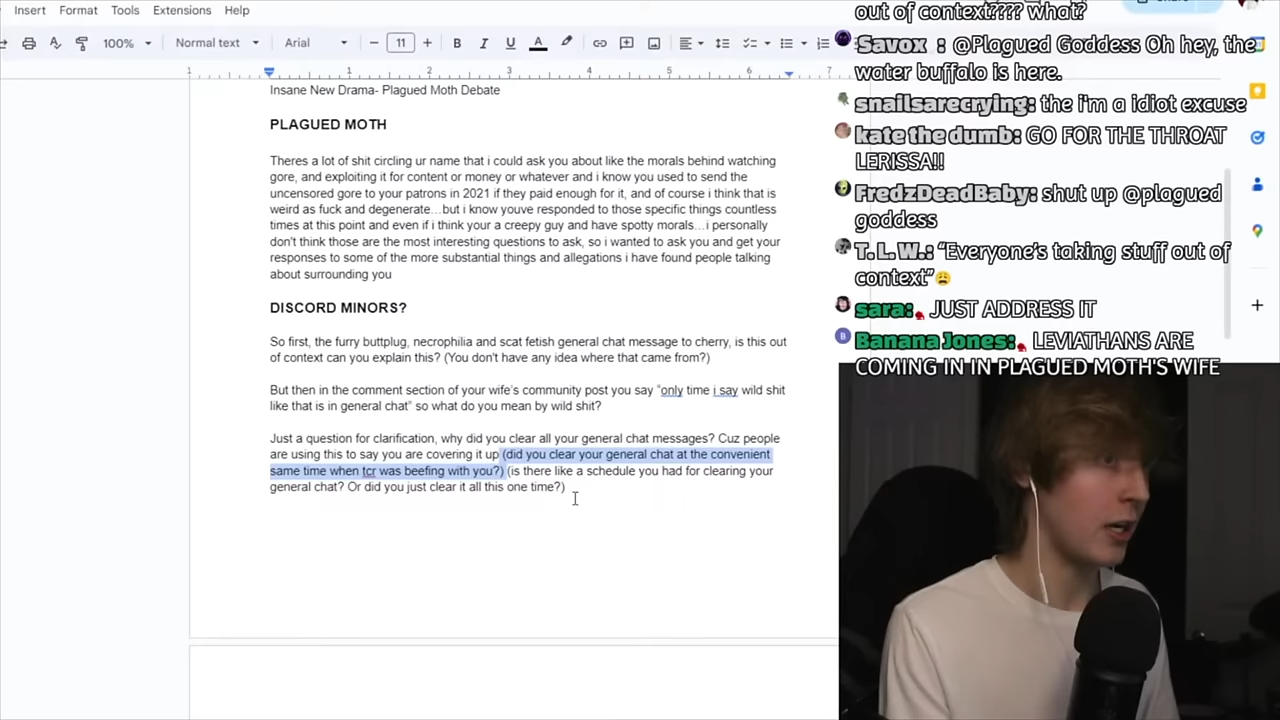 Insert Format Tools Extensions Help
100% Normal text Arial 11
1 1 2 3 4 5 6 7
Insane New Drama- Plagued Moth Debate
PLAGUED MOTH
Theres a lot of shit circling ur name that i could ask you about like the morals behind watching
gore, and exploiting it for content or money or whatever and i know you used to send the
uncensored gore to your patrons in 2021 if they paid enough for it, and of course i think that is
weird as fuck and degenerate…but i know youve responded to those specific things countless
times at this point and even if i think your a creepy guy and have spotty morals…i personally
don't think those are the most interesting questions to ask, so i wanted to ask you and get your
responses to some of the more substantial things and allegations i have found people talking
about surrounding you
DISCORD MINORS?
So first, the furry buttplug, necrophilia and scat fetish general chat message to cherry, is this out
of context can you explain this? (You don't have any idea where that came from?)
But then in the comment section of your wife's community post you say “only time i say wild shit
like that is in general chat” so what do you mean by wild shit?
Just a question for clarification, why did you clear all your general chat messages? Cuz people
are using this to say you are covering it up (did you clear your general chat at the convenient
same time when tcr was beefing with you?) (is there like a schedule you had for clearing your
general chat? Or did you just clear it all this one time?)
out of context???? what?
Savox : @Plagued Goddess Oh hey, the
water buffalo is here.
snailsarecrying: the i'm a idiot excuse
kate the dumb: GO FOR THE THROAT
LERISSA!!
FredzDeadBaby: shut up @plagued
goddess
T. L. W.: “Everyone’s taking stuff out of
context”😩
sara: JUST ADDRESS IT
Banana Jones: LEVIATHANS ARE
COMING IN IN PLAGUED MOTH'S WIFE